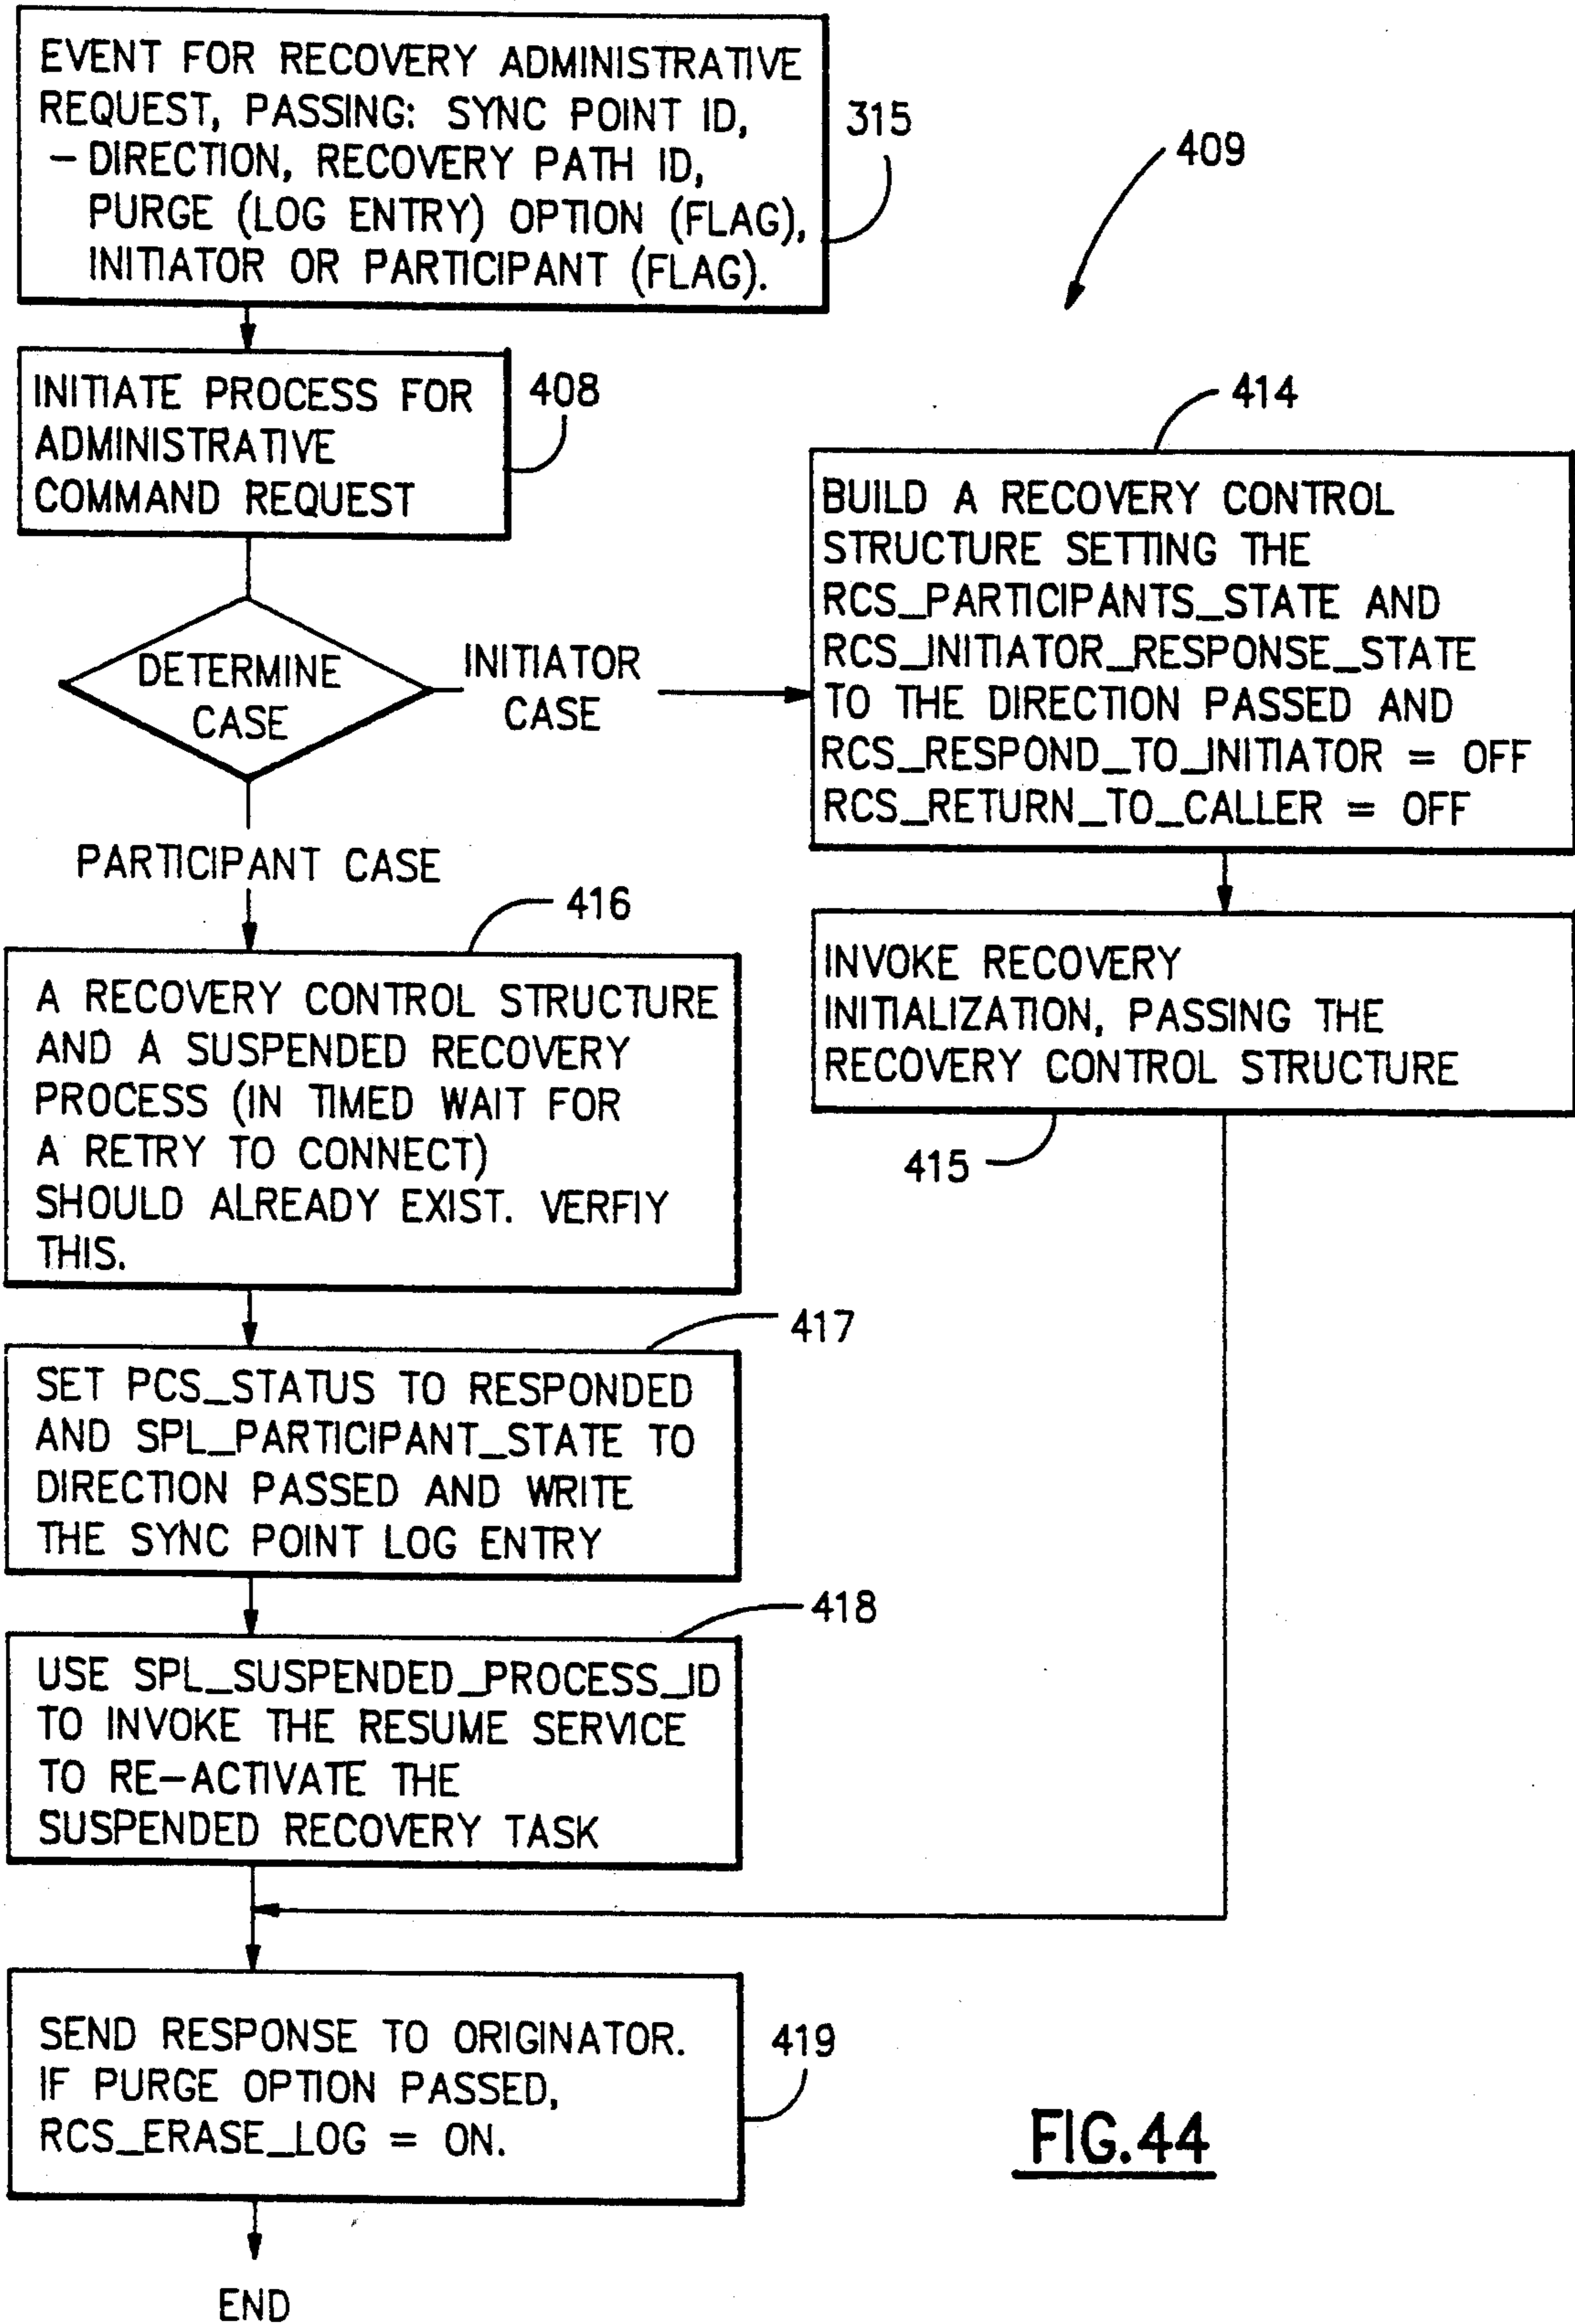 EVENT FOR RECOVERY ADMINISTRATIVE
REQUEST, PASSING: SYNC POINT ID,
– DIRECTION, RECOVERY PATH ID,
PURGE (LOG ENTRY) OPTION (FLAG),
INITIATOR OR PARTICIPANT (FLAG).
315
409
INITIATE PROCESS FOR
ADMINISTRATIVE
COMMAND REQUEST
408
DETERMINE
CASE
INITIATOR
CASE
414
BUILD A RECOVERY CONTROL
STRUCTURE SETTING THE
RCS_PARTICIPANTS_STATE AND
RCS_INITIATOR_RESPONSE_STATE
TO THE DIRECTION PASSED AND
RCS_RESPOND_TO_INITIATOR = OFF
RCS_RETURN_TO_CALLER = OFF
INVOKE RECOVERY
INITIALIZATION, PASSING THE
RECOVERY CONTROL STRUCTURE
415
PARTICIPANT CASE
416
A RECOVERY CONTROL STRUCTURE
AND A SUSPENDED RECOVERY
PROCESS (IN TIMED WAIT FOR
A RETRY TO CONNECT)
SHOULD ALREADY EXIST. VERFIY
THIS.
417
SET PCS_STATUS TO RESPONDED
AND SPL_PARTICIPANT_STATE TO
DIRECTION PASSED AND WRITE
THE SYNC POINT LOG ENTRY
418
USE SPL_SUSPENDED_PROCESS_ID
TO INVOKE THE RESUME SERVICE
TO RE–ACTIVATE THE
SUSPENDED RECOVERY TASK
SEND RESPONSE TO ORIGINATOR.
IF PURGE OPTION PASSED,
RCS_ERASE_LOG = ON.
419
END
FIG.44